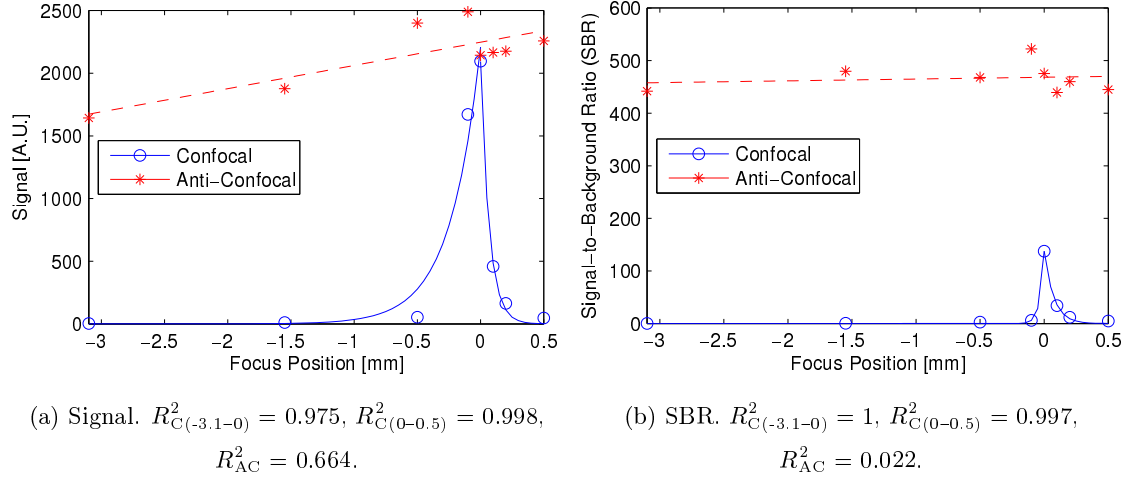 3000
2500
2000
1500
1000
500
0
Signal [A.U.]
Confocal
Anti−Confocal
−3 −2.5 −2 −1.5 −1 −0.5 0 0.5
Focus Position [mm]
600
500
400
300
200
100
0
Signal−to−Background Ratio (SBR)
Confocal
Anti−Confocal
−3 −2.5 −2 −1.5 −1 −0.5 0 0.5
Focus Position [mm]
(a) Signal. R²C(-3.1–0) = 0.975, R²C(0–0.5) = 0.998,
R²AC = 0.664.
(b) SBR. R²C(-3.1–0) = 1, R²C(0–0.5) = 0.997,
R²AC = 0.022.